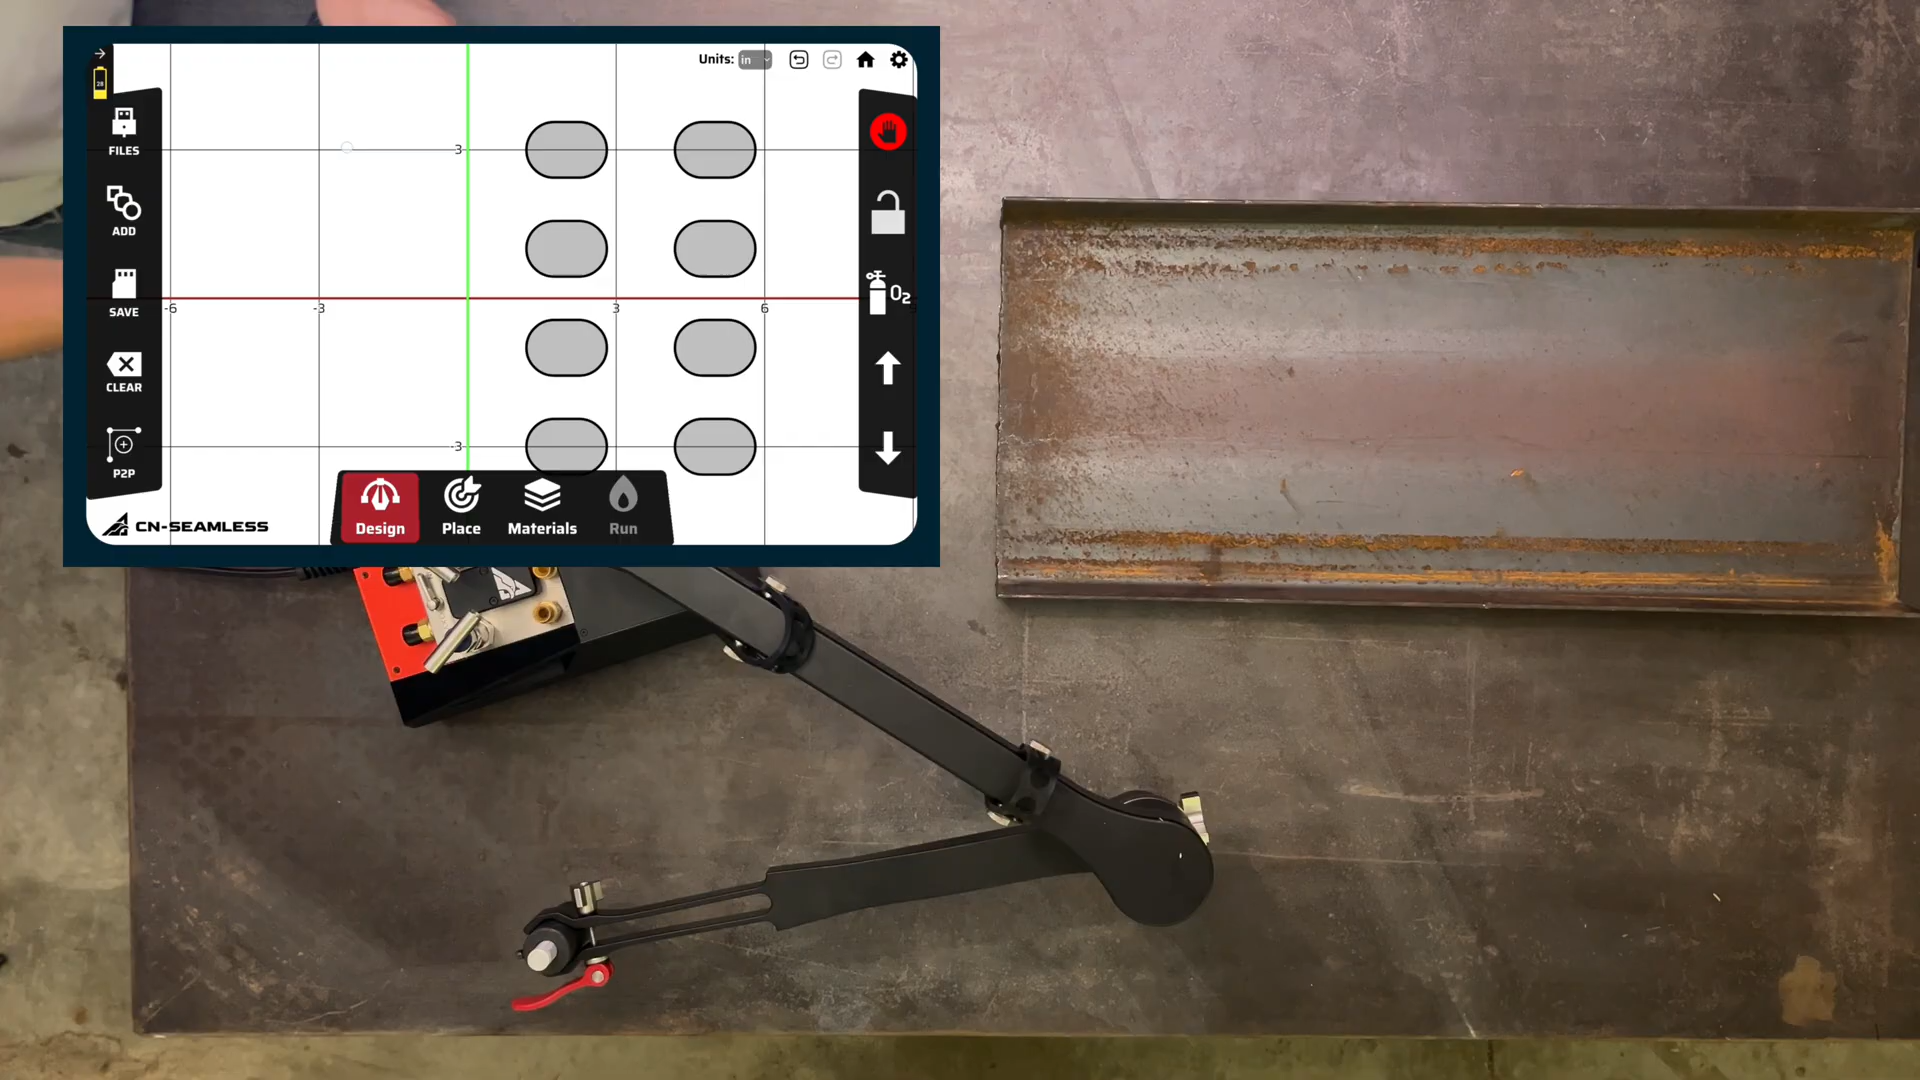 Units: in
28
FILES
ADD
SAVE
CLEAR
P2P
3
-6
-3
3
6
-3
O2
Design
Place
Materials
Run
CN-SEAMLESS